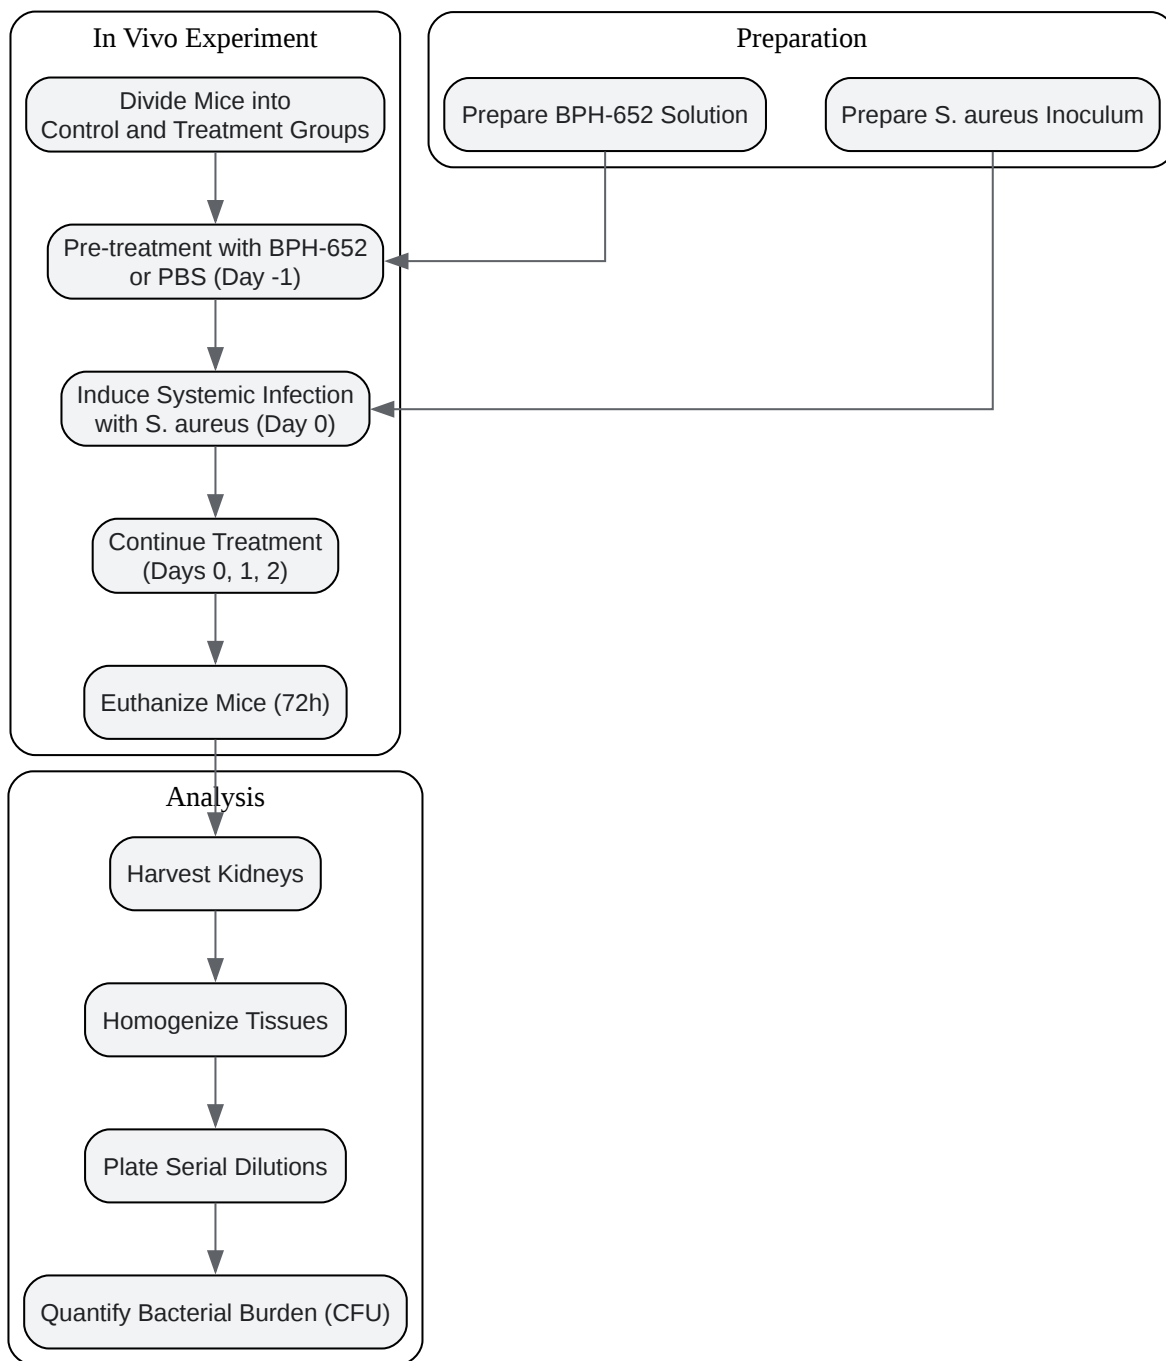 In Vivo Experiment
Divide Mice into
Control and Treatment Groups
Pre-treatment with BPH-652
or PBS (Day -1)
Induce Systemic Infection
with S. aureus (Day 0)
Continue Treatment
(Days 0, 1, 2)
Euthanize Mice (72h)
Preparation
Prepare BPH-652 Solution
Prepare S. aureus Inoculum
Analysis
Harvest Kidneys
Homogenize Tissues
Plate Serial Dilutions
Quantify Bacterial Burden (CFU)